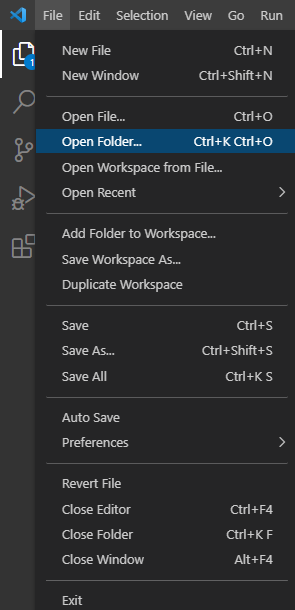 File Edit Selection View Go Run
New File Ctrl+N
New Window Ctrl+Shift+N
Open File... Ctrl+O
Open Folder... Ctrl+K Ctrl+O
Open Workspace from File...
Open Recent
Add Folder to Workspace...
Save Workspace As...
Duplicate Workspace
Save Ctrl+S
Save As... Ctrl+Shift+S
Save All Ctrl+K S
Auto Save
Preferences
Revert File
Close Editor Ctrl+F4
Close Folder Ctrl+K F
Close Window Alt+F4
Exit
1